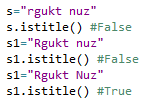 s="rgukt nuz"
s.istitle() #False
s1="Rgukt nuz"
s1.istitle() #False
s1="Rgukt Nuz"
s1.istitle() #True